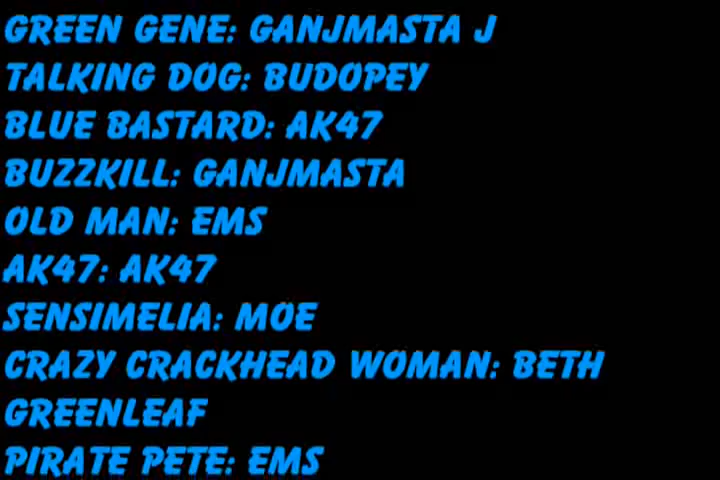 GREEN GENE: GANJMASTA J
TALKING DOG: BUDOPEY
BLUE BASTARD: AK47
BUZZKILL: GANJMASTA
OLD MAN: EMS
AK47: AK47
SENSIMELIA: MOE
CRAZY CRACKHEAD WOMAN: BETH
GREENLEAF
PIRATE PETE: EMS